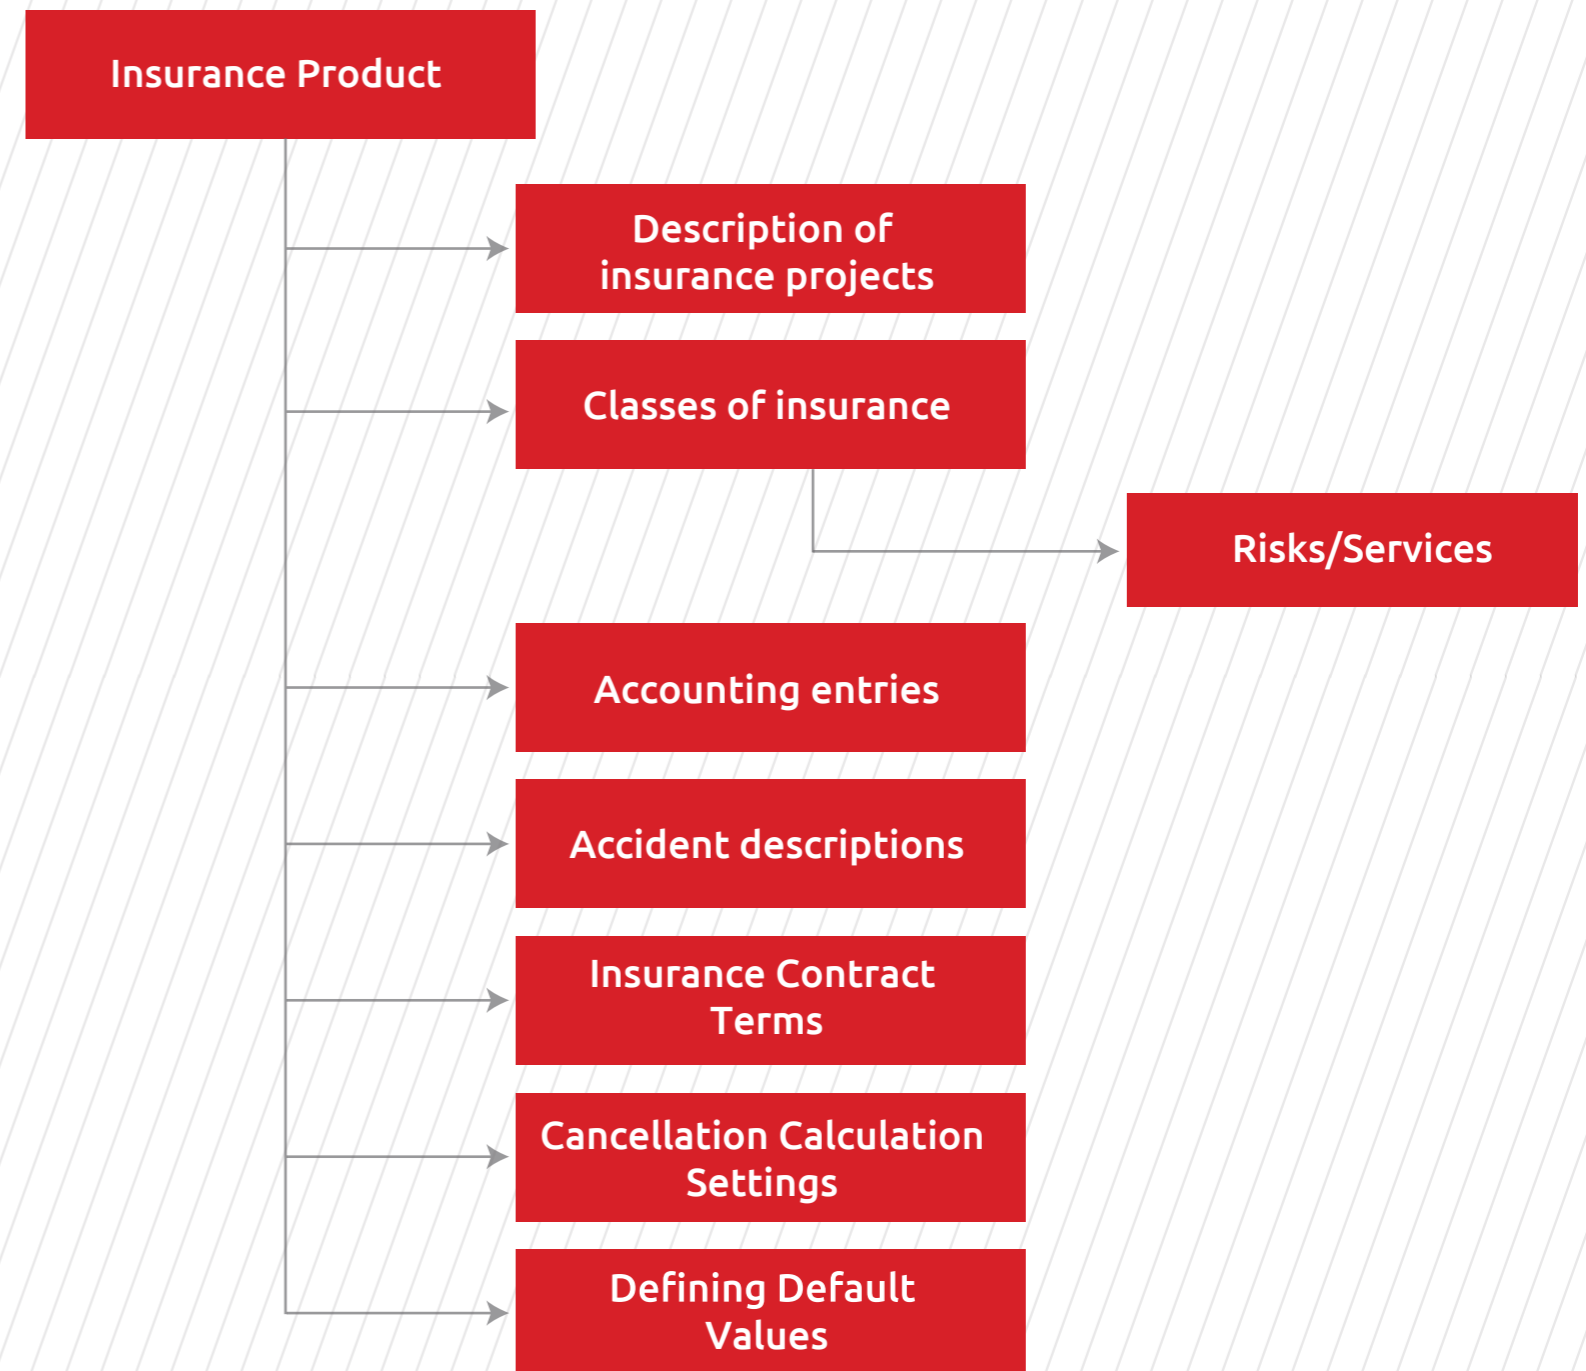 Insurance Product
Description of
insurance projects
Classes of insurance
Risks/Services
Accounting entries
Accident descriptions
Insurance Contract
Terms
Cancellation Calculation
Settings
Defining Default
Values